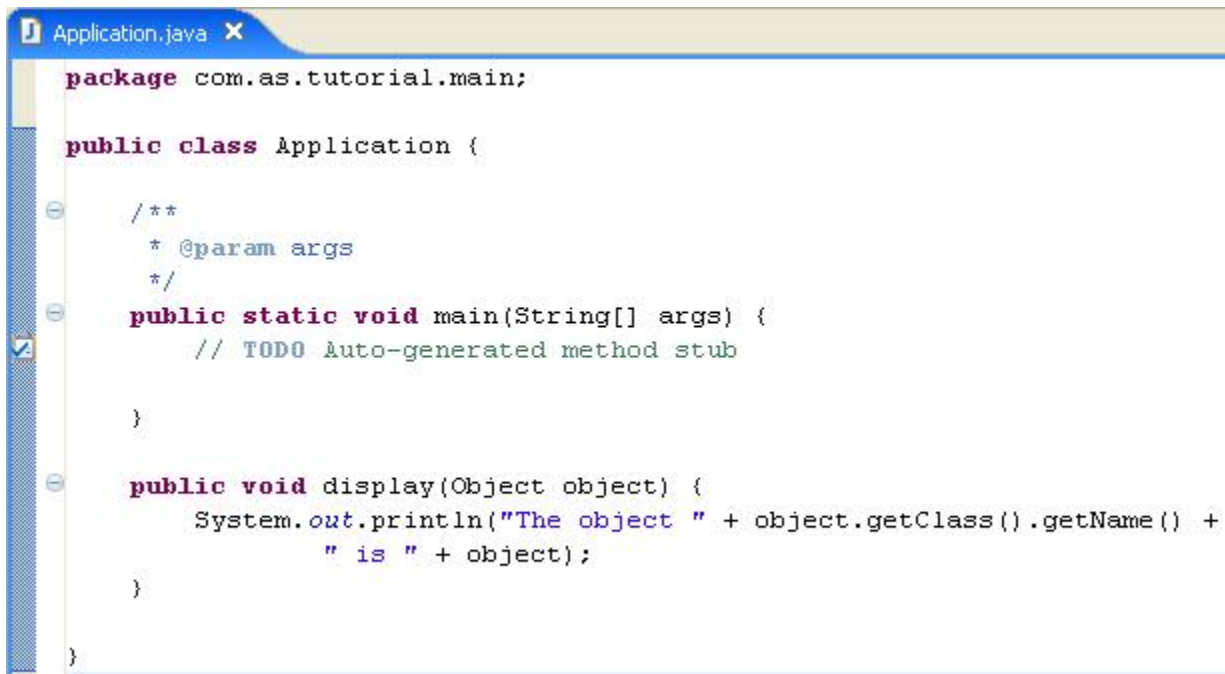 Application.java
package com.as.tutorial.main;
public class Application {
/**
* @param args
*/
public static void main(String[] args) {
// TODO Auto-generated method stub
}
public void display(Object object) {
System.out.println("The object " + object.getClass().getName() +
" is " + object);
}
}